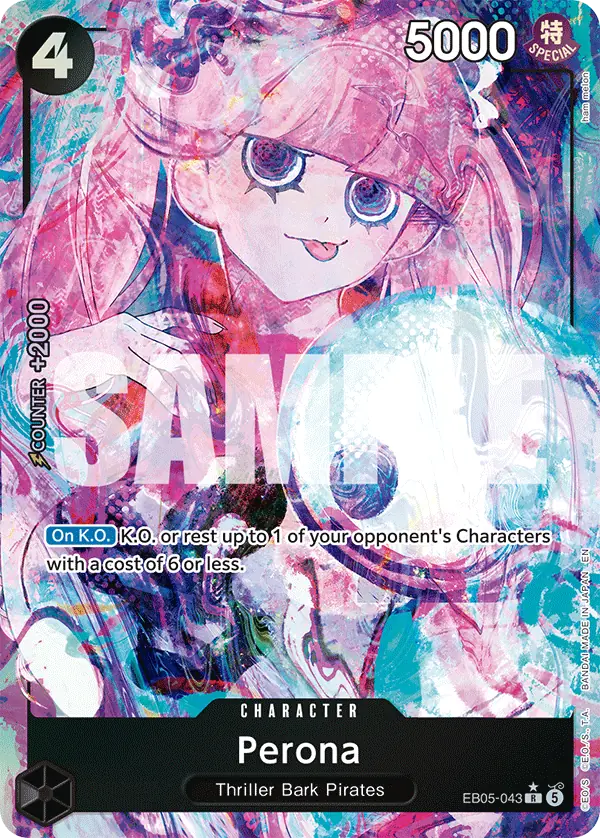 4
5000
特
SPECIAL
ham melon
COUNTER +2000
SAMPLE
On K.O. K.O. or rest up to 1 of your opponent's Characters
with a cost of 6 or less.
CHARACTER
Perona
Thriller Bark Pirates
EB05-043 R 5
©E.O/S. ©E.O./S., T.A. BANDAI MADE IN JAPAN EN